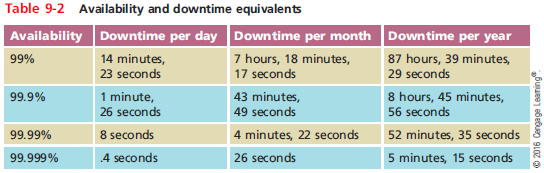 Table 9-2 Availability and downtime equivalents
Availability Downtime per day Downtime per month Downtime per year
99% 14 minutes, 7 hours, 18 minutes, 87 hours, 39 minutes,
23 seconds 17 seconds 29 seconds
99.9% 1 minute, 43 minutes, 8 hours, 45 minutes,
26 seconds 49 seconds 56 seconds
99.99% 8 seconds 4 minutes, 22 seconds 52 minutes, 35 seconds
99.999% .4 seconds 26 seconds 5 minutes, 15 seconds
© 2016 Cengage Learning®.